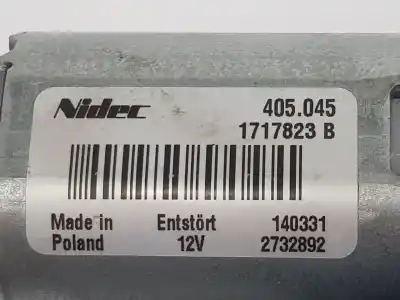 Nidec 405.045
1717823 B
Made in Entstört 140331
Poland 12V 2732892